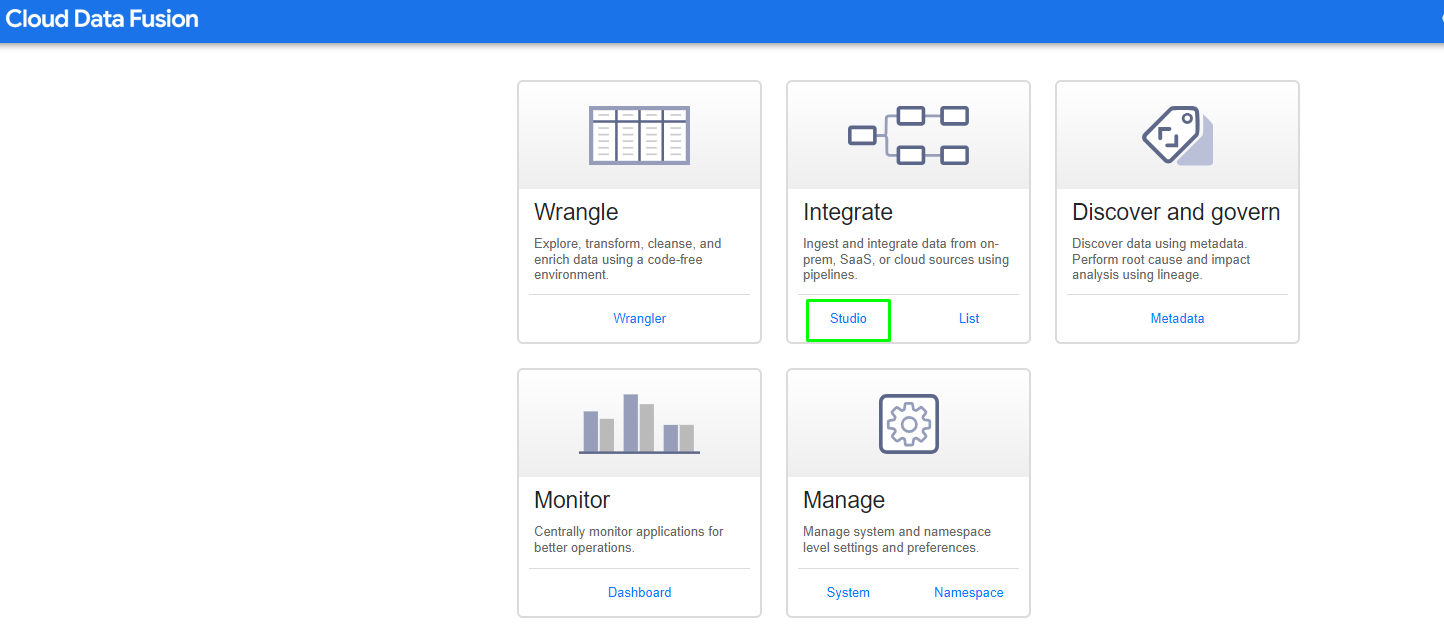 Cloud Data Fusion
Wrangle
Explore, transform, cleanse, and
enrich data using a code-free
environment.
Wrangler
Integrate
Ingest and integrate data from on-
prem, SaaS, or cloud sources using
pipelines.
Studio
List
Discover and govern
Discover data using metadata.
Perform root cause and impact
analysis using lineage.
Metadata
Monitor
Centrally monitor applications for
better operations.
Dashboard
Manage
Manage system and namespace
level settings and preferences.
System
Namespace